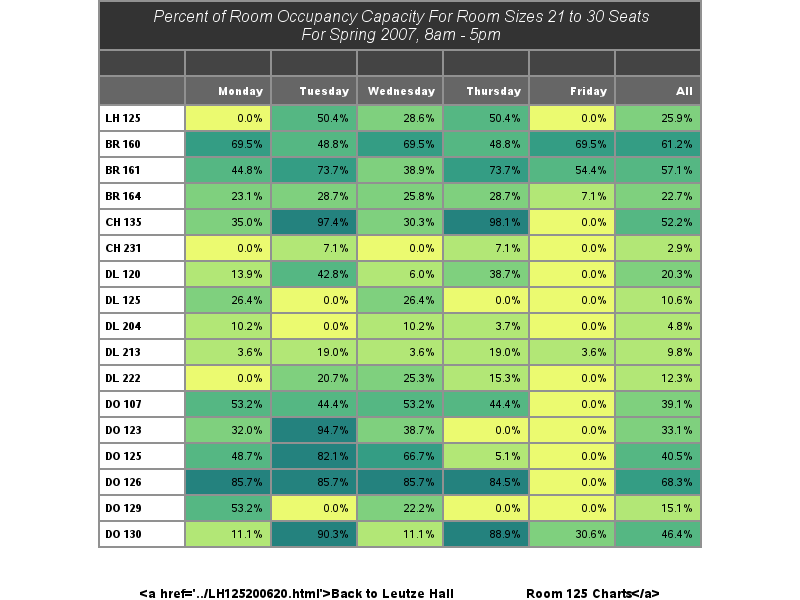 Percent of Room Occupancy Capacity For Room Sizes 21 to 30 Seats
For Spring 2007, 8am - 5pm
Monday Tuesday Wednesday Thursday Friday All
LH 125 0.0% 50.4% 28.6% 50.4% 0.0% 25.9%
BR 160 69.5% 48.8% 69.5% 48.8% 69.5% 61.2%
BR 161 44.8% 73.7% 38.9% 73.7% 54.4% 57.1%
BR 164 23.1% 28.7% 25.8% 28.7% 7.1% 22.7%
CH 135 35.0% 97.4% 30.3% 98.1% 0.0% 52.2%
CH 231 0.0% 7.1% 0.0% 7.1% 0.0% 2.9%
DL 120 13.9% 42.8% 6.0% 38.7% 0.0% 20.3%
DL 125 26.4% 0.0% 26.4% 0.0% 0.0% 10.6%
DL 204 10.2% 0.0% 10.2% 3.7% 0.0% 4.8%
DL 213 3.6% 19.0% 3.6% 19.0% 3.6% 9.8%
DL 222 0.0% 20.7% 25.3% 15.3% 0.0% 12.3%
DO 107 53.2% 44.4% 53.2% 44.4% 0.0% 39.1%
DO 123 32.0% 94.7% 38.7% 0.0% 0.0% 33.1%
DO 125 48.7% 82.1% 66.7% 5.1% 0.0% 40.5%
DO 126 85.7% 85.7% 85.7% 84.5% 0.0% 68.3%
DO 129 53.2% 0.0% 22.2% 0.0% 0.0% 15.1%
DO 130 11.1% 90.3% 11.1% 88.9% 30.6% 46.4%
<a href='../LH125200620.html'>Back to Leutze Hall Room 125 Charts</a>